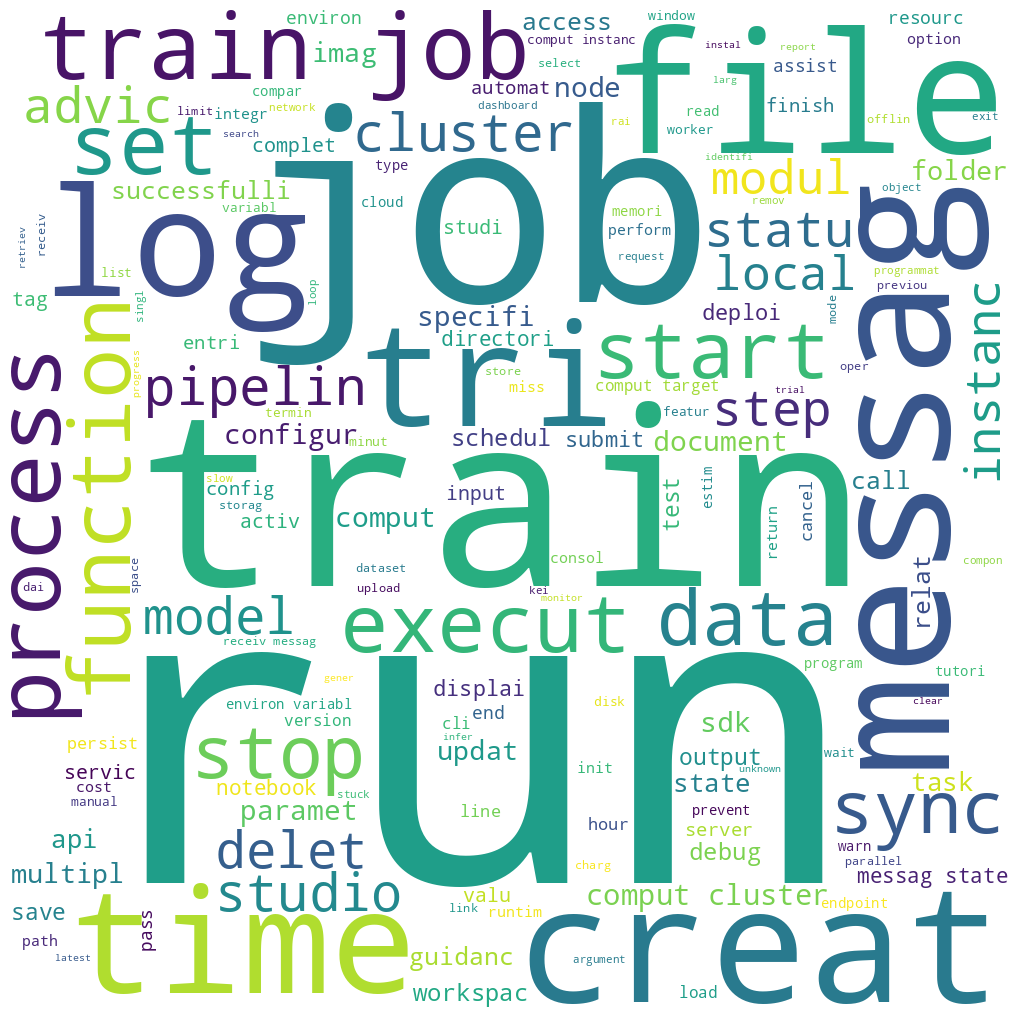 environ
access
window
resourc
train job
file
comput instanc
instal
report
option
imag
select
assist
compar
automat
node
larg
advic
limit
integr
network
dashboard
finish
read
offlin
exit
set
search
complet
cluster
rai
worker
type
identifi
modul
folder
successfulli
job
object
log
variabl
cloud
remov
studi
memori
receiv
perform
statu
retriev
request
list
local
programmat
message
tag
singl
loop
previou
specifi
deploi
mode
instanc
function
entri
directori
tri
start
process
pipelin
store
miss
comput target
oper
progress
termin
featur
trial
step
configur
minut
schedul
submit
document
train
slow
config
input
test
estim
call
storag
activ
comput
return
cancel
consol
dataset
space
dai
upload
kei
compon
relat
monitor
model
execut
data
receiv messag
run
program
tutori
gener
displai
environ variabl
version
end
disk
clear
cli
sdk
persist
stop
infer
updat
output
wait
servic
init
state
unknown
task
cost
notebook
stuck
manual
paramet
line
prevent
sync
api
hour
server
delet
debug
warn
parallel
multipl
charg
messag state
studio
valu
comput cluster
endpoint
save
time
link
runtim
creat
path
pass
latest
guidanc
argument
workspac
load